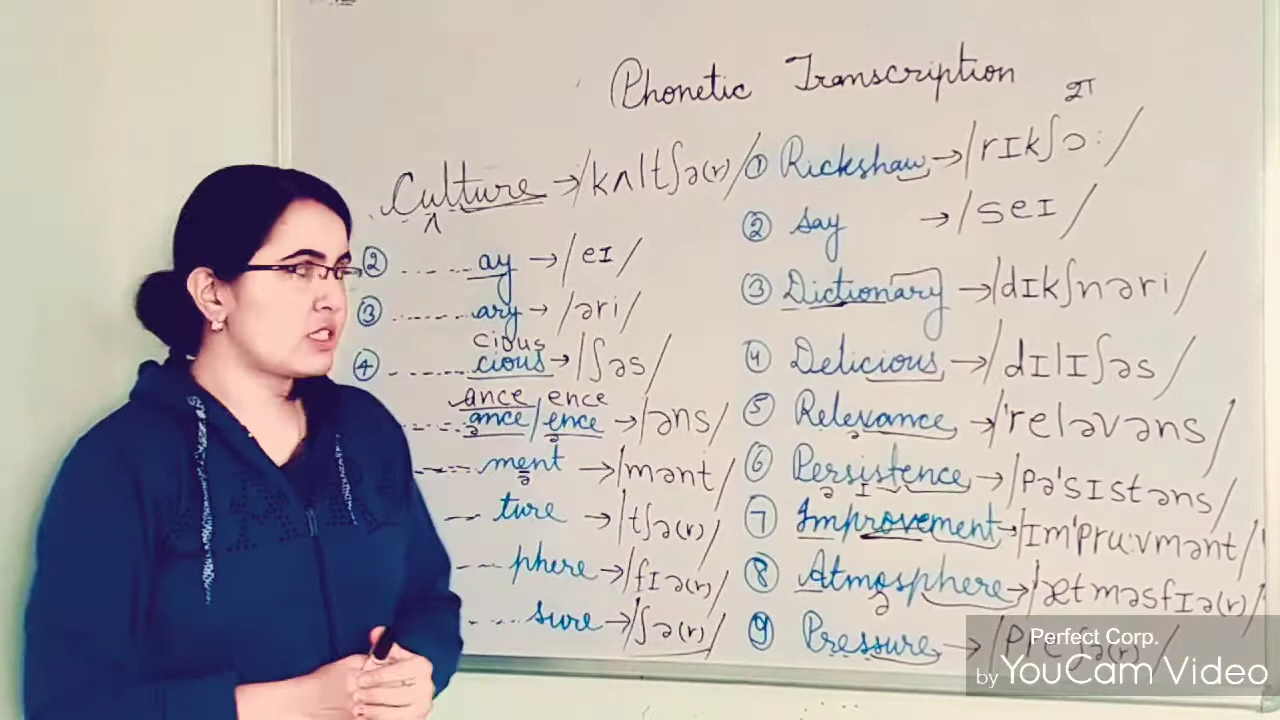 Phonetic Transcription
Culture → /kʌltʃə(r)/
ʌ
② ...... ay → /eɪ/
③ ...... ary → /əri/
cious
④ ------ cious → /ʃəs/
ance ence
...... ance/ence → /əns/
ə ə
---- ment → /mənt/
ə
-- ture → /tʃə(r)/
--- phere → /fɪə(r)/
---- sure → /ʃə(r)/
① Rickshaw → /rɪkʃɔː/
② Say → /seɪ/
③ Dictionary → /dɪkʃnəri/
④ Delicious → /dɪlɪʃəs/
⑤ Relevance → /'reləvəns/
ə
⑥ Persistence → /pə'sɪstəns/
ə ɪ
⑦ Improvement → /ɪm'pruːvmənt/
⑧ Atmosphere → /ætməsfɪə(r)/
ə
⑨ Pressure → /preʃə(r)/
Perfect Corp.
by YouCam Video